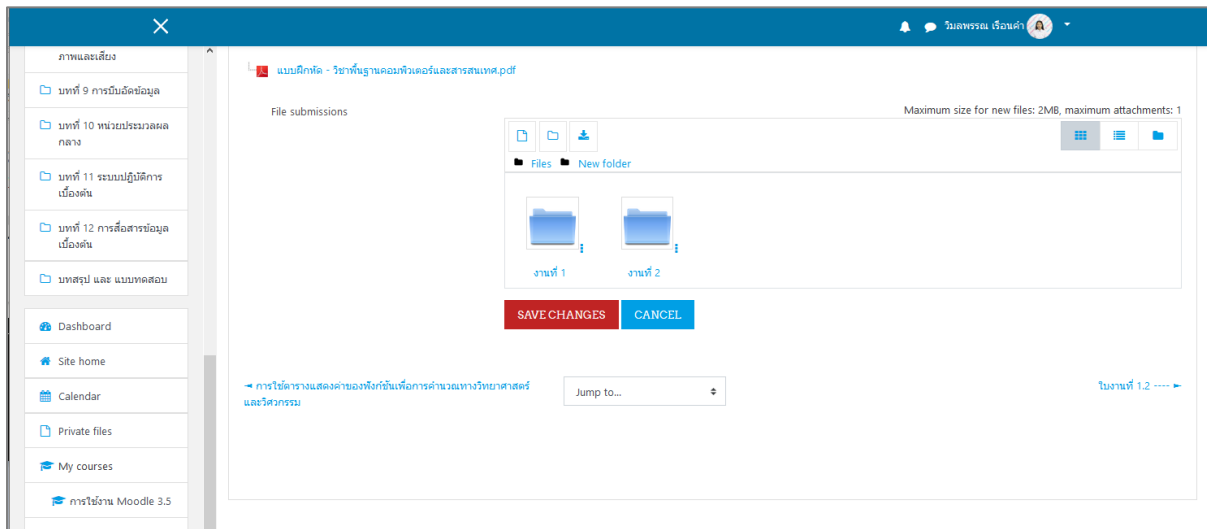 วิมลพรรณ เรือนคำ
ภาพและเสียง
บทที่ 9 การบีบอัดข้อมูล
บทที่ 10 หน่วยประมวลผล
กลาง
บทที่ 11 ระบบปฏิบัติการ
เบื้องต้น
บทที่ 12 การสื่อสารข้อมูล
เบื้องต้น
บทสรุป และ แบบทดสอบ
Dashboard
Site home
Calendar
Private files
My courses
การใช้งาน Moodle 3.5
แบบฝึกหัด - วิชาพื้นฐานคอมพิวเตอร์และสารสนเทศ.pdf
File submissions
Maximum size for new files: 2MB, maximum attachments: 1
Files New folder
งานที่ 1 งานที่ 2
SAVE CHANGES CANCEL
◄ การใช้ตารางแสดงค่าของฟังก์ชันเพื่อการคำนวณทางวิทยาศาสตร์
และวิศวกรรม
Jump to...
ใบงานที่ 1.2 ---- ►